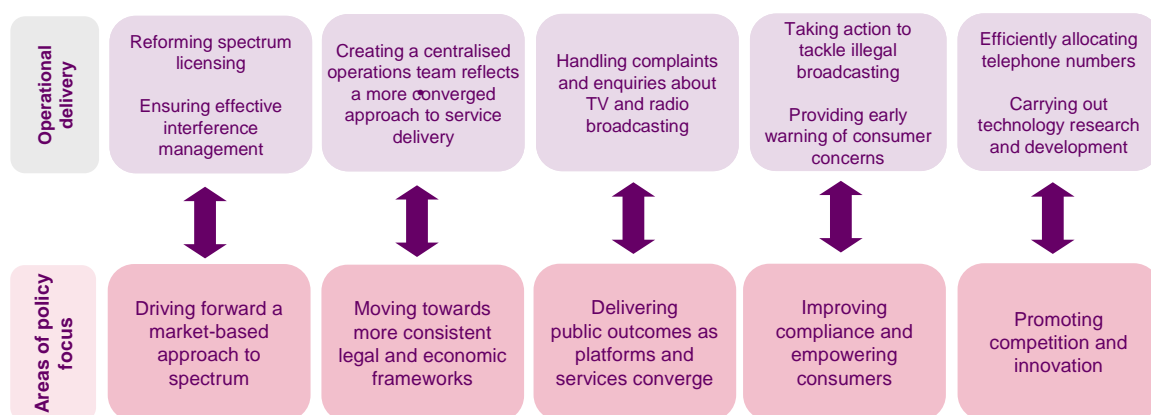 Operational
delivery
Reforming spectrum
licensing
Ensuring effective
interference
management
Creating a centralised
operations team reflects
a more converged
approach to service
delivery
Handling complaints
and enquiries about
TV and radio
broadcasting
Taking action to
tackle illegal
broadcasting
Providing early
warning of consumer
concerns
Efficiently allocating
telephone numbers
Carrying out
technology research
and development
Areas of policy
focus
Driving forward a
market-based
approach to
spectrum
Moving towards
more consistent
legal and economic
frameworks
Delivering
public outcomes as
platforms and
services converge
Improving
compliance and
empowering
consumers
Promoting
competition and
innovation